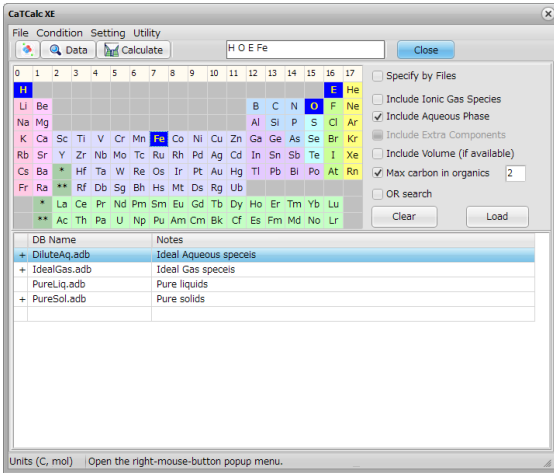 CaTCalc XE
File Condition Setting Utility
Data Calculate H O E Fe Close
0 1 2 3 4 5 6 7 8 9 10 11 12 13 14 15 16 17
H E He
Li Be B C N O F Ne
Na Mg Al Si P S Cl Ar
K Ca Sc Ti V Cr Mn Fe Co Ni Cu Zn Ga Ge As Se Br Kr
Rb Sr Y Zr Nb Mo Tc Ru Rh Pd Ag Cd In Sn Sb Te I Xe
Cs Ba * Hf Ta W Re Os Ir Pt Au Hg Tl Pb Bi Po At Rn
Fr Ra ** Rf Db Sg Bh Hs Mt Ds Rg Ub
* La Ce Pr Nd Pm Sm Eu Gd Tb Dy Ho Er Tm Yb Lu
** Ac Th Pa U Np Pu Am Cm Bk Cf Es Fm Md No Lr
Specify by Files
Include Ionic Gas Species
Include Aqueous Phase
Include Extra Components
Include Volume (if available)
Max carbon in organics 2
OR search
Clear Load
DB Name Notes
+ DiluteAq.adb Ideal Aqueous speceis
+ IdealGas.adb Ideal Gas speceis
PureLiq.adb Pure liquids
+ PureSol.adb Pure solids
Units (C, mol) Open the right-mouse-button popup menu.